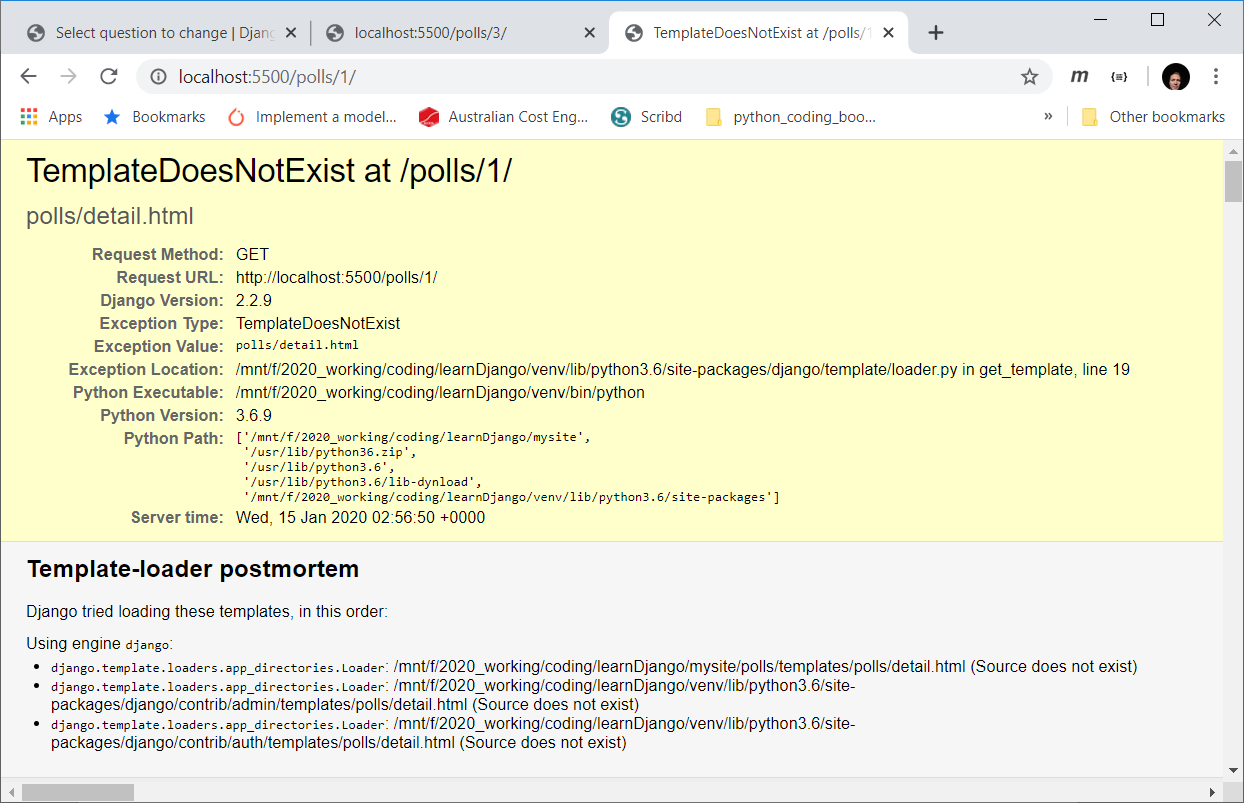 Select question to change | Djang
localhost:5500/polls/3/
TemplateDoesNotExist at /polls/1
localhost:5500/polls/1/
m
{≡}
Apps
Bookmarks
Implement a model...
Australian Cost Eng...
Scribd
python_coding_boo...
»
Other bookmarks
TemplateDoesNotExist at /polls/1/
polls/detail.html
Request Method: GET
Request URL: http://localhost:5500/polls/1/
Django Version: 2.2.9
Exception Type: TemplateDoesNotExist
Exception Value: polls/detail.html
Exception Location: /mnt/f/2020_working/coding/learnDjango/venv/lib/python3.6/site-packages/django/template/loader.py in get_template, line 19
Python Executable: /mnt/f/2020_working/coding/learnDjango/venv/bin/python
Python Version: 3.6.9
Python Path: ['/mnt/f/2020_working/coding/learnDjango/mysite',
'/usr/lib/python36.zip',
'/usr/lib/python3.6',
'/usr/lib/python3.6/lib-dynload',
'/mnt/f/2020_working/coding/learnDjango/venv/lib/python3.6/site-packages']
Server time: Wed, 15 Jan 2020 02:56:50 +0000
Template-loader postmortem
Django tried loading these templates, in this order:
Using engine django:
• django.template.loaders.app_directories.Loader: /mnt/f/2020_working/coding/learnDjango/mysite/polls/templates/polls/detail.html (Source does not exist)
• django.template.loaders.app_directories.Loader: /mnt/f/2020_working/coding/learnDjango/venv/lib/python3.6/site-
packages/django/contrib/admin/templates/polls/detail.html (Source does not exist)
• django.template.loaders.app_directories.Loader: /mnt/f/2020_working/coding/learnDjango/venv/lib/python3.6/site-
packages/django/contrib/auth/templates/polls/detail.html (Source does not exist)